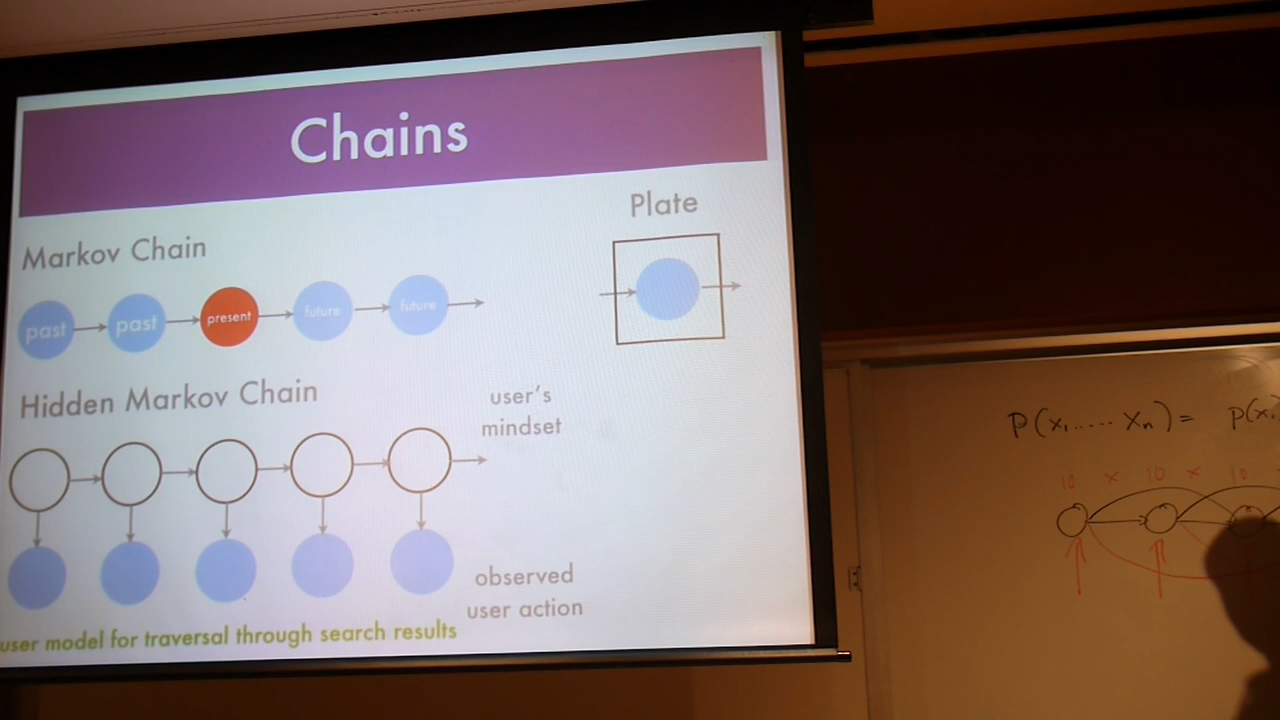 Chains
Markov Chain
Plate
past past present future future
Hidden Markov Chain
user's
mindset
observed
user action
user model for traversal through search results
P(x₁..... Xₙ) =
10 x 10 x 10